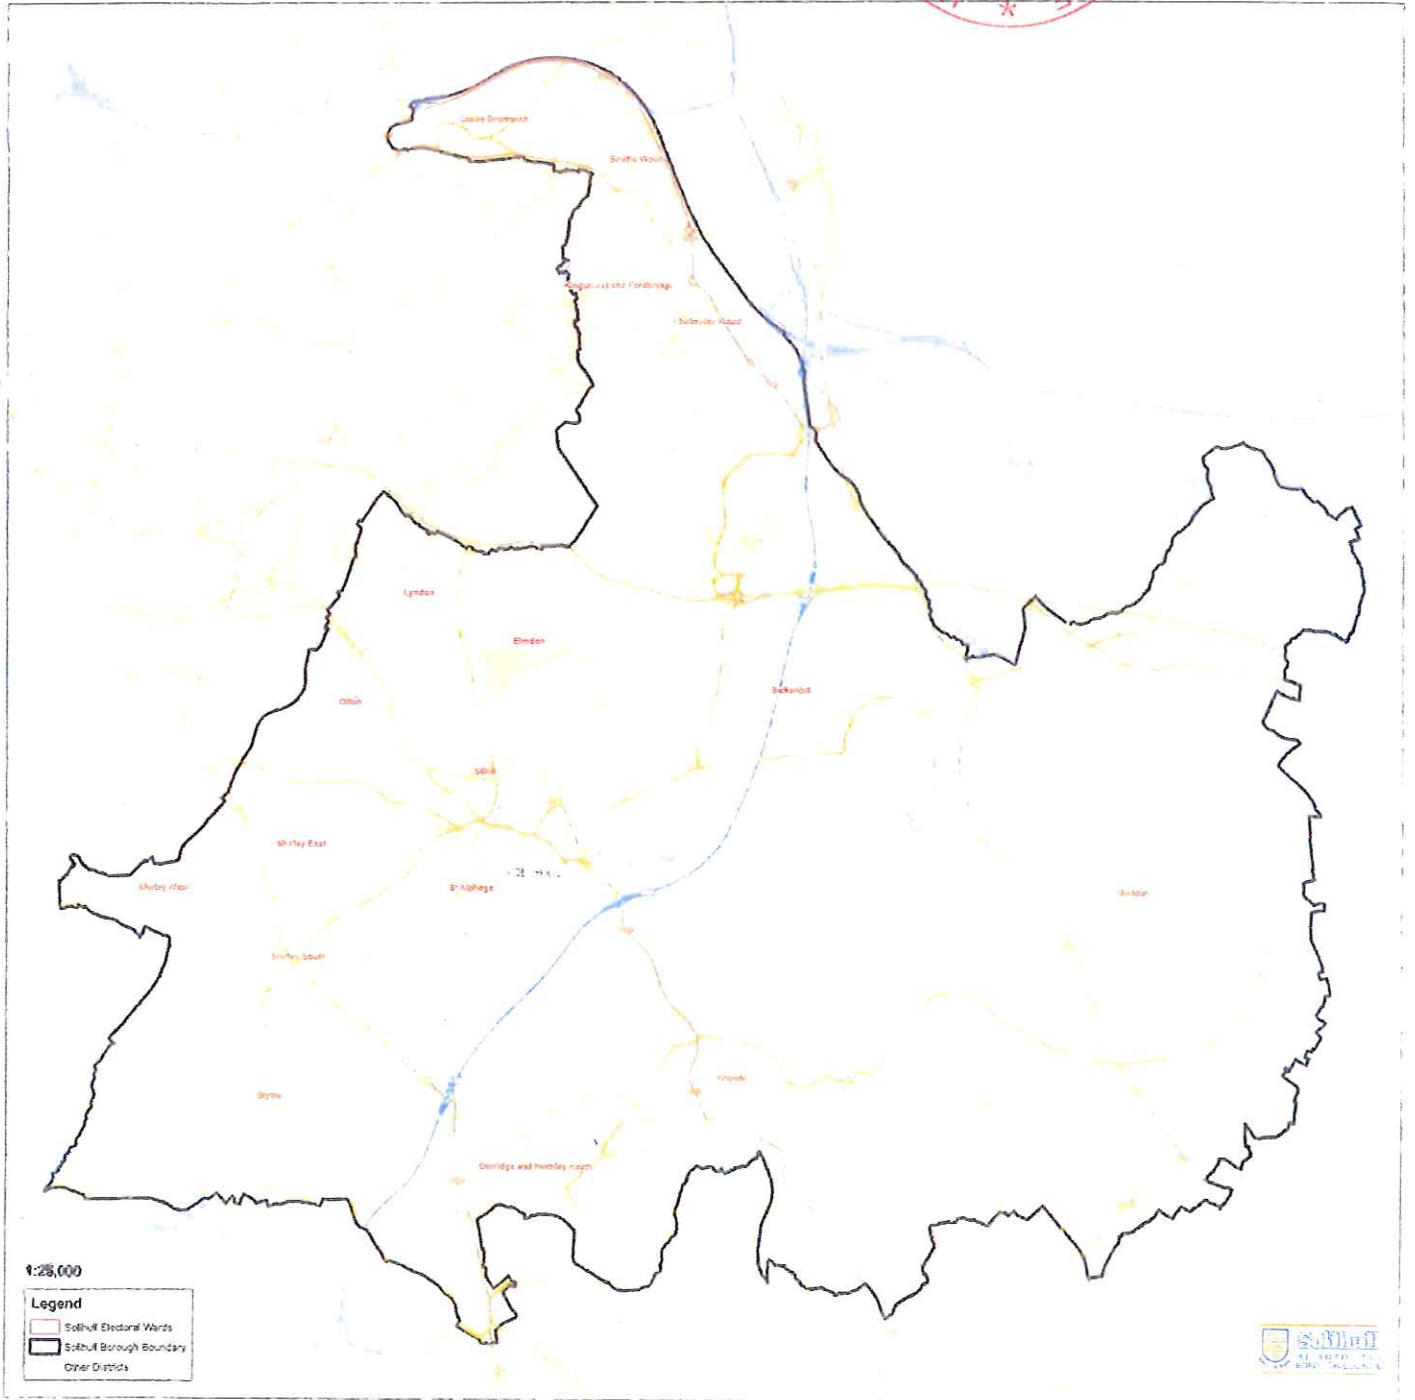 Castle Bromwich
Smiths Wood
Kingshurst and Fordbridge
Chelmsley Wood
Lyndon
Elmdon
Olton
Bickenhill
Silhill
Shirley East
Shirley West
St Alphege
Meriden
Shirley South
Knowle
Blythe
Dorridge and Hockley Heath
1:28,000
Legend
Solihull Electoral Wards
Solihull Borough Boundary
Other Districts
Solihull